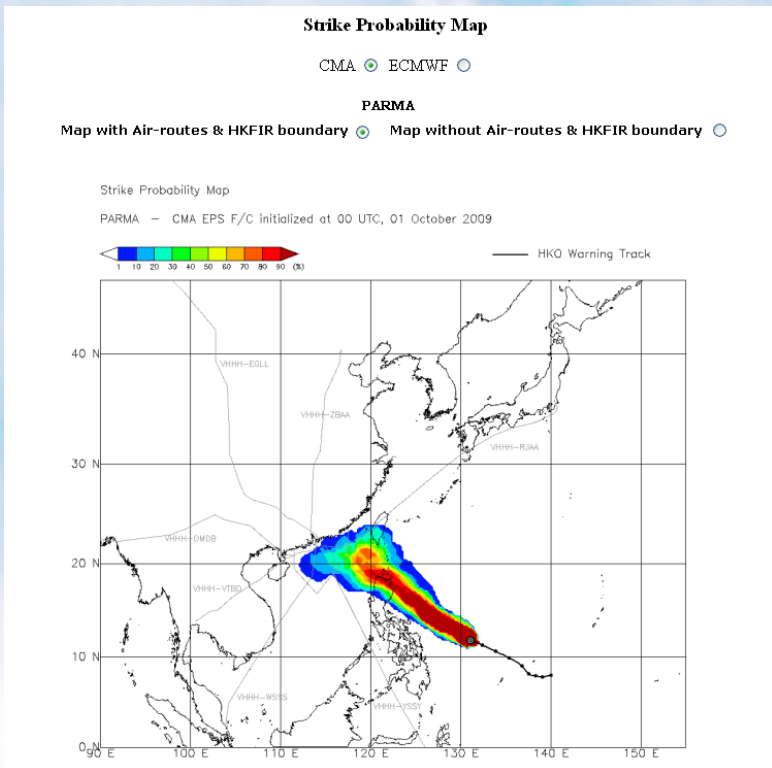 Strike Probability Map
CMA ECMWF
PARMA
Map with Air-routes & HKFIR boundary Map without Air-routes & HKFIR boundary
Strike Probability Map
PARMA – CMA EPS F/C initialized at 00 UTC, 01 October 2009
1 10 20 30 40 50 60 70 80 90 (%)
HKO Warning Track
40 N
VHHH-EGLL
VHHH-ZBAA
VHHH-RJAA
30 N
VHHH-OMDB
20 N
VHHH-VTBD
10 N
VHHH-WSSS
VHHH-YSSY
0 N
90 E 100 E 110 E 120 E 130 E 140 E 150 E